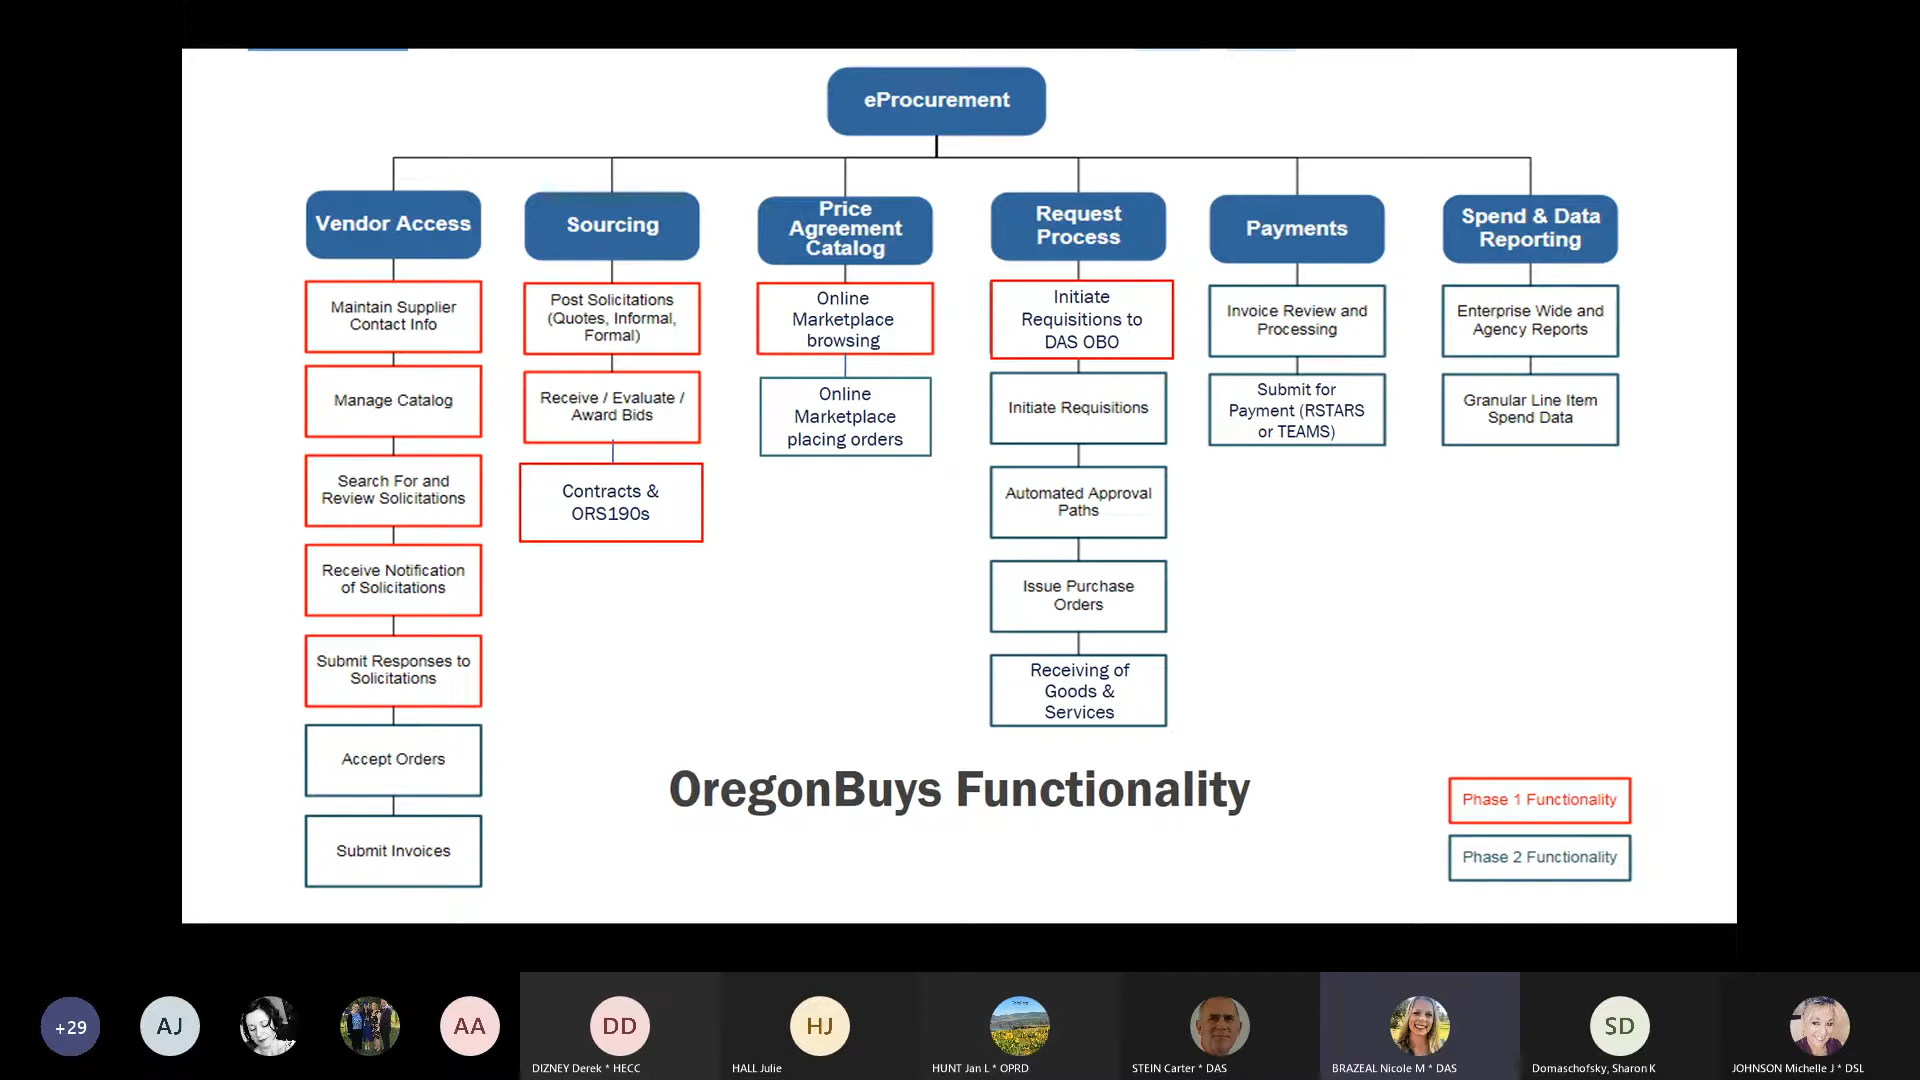 eProcurement
Vendor Access
Sourcing
Price
Agreement
Catalog
Request
Process
Payments
Spend & Data
Reporting
Maintain Supplier
Contact Info
Manage Catalog
Search For and
Review Solicitations
Receive Notification
of Solicitations
Submit Responses to
Solicitations
Accept Orders
Submit Invoices
Post Solicitations
(Quotes, Informal,
Formal)
Receive / Evaluate /
Award Bids
Contracts &
ORS190s
Online
Marketplace
browsing
Online
Marketplace
placing orders
Initiate
Requisitions to
DAS OBO
Initiate Requisitions
Automated Approval
Paths
Issue Purchase
Orders
Receiving of
Goods &
Services
Invoice Review and
Processing
Submit for
Payment (RSTARS
or TEAMS)
Enterprise Wide and
Agency Reports
Granular Line Item
Spend Data
OregonBuys Functionality
Phase 1 Functionality
Phase 2 Functionality
+29
AJ
AA
DD
HJ
SD
DIZNEY Derek * HECC
HALL Julie
HUNT Jan L * OPRD
STEIN Carter * DAS
BRAZEAL Nicole M * DAS
Domaschofsky, Sharon K
JOHNSON Michelle J * DSL